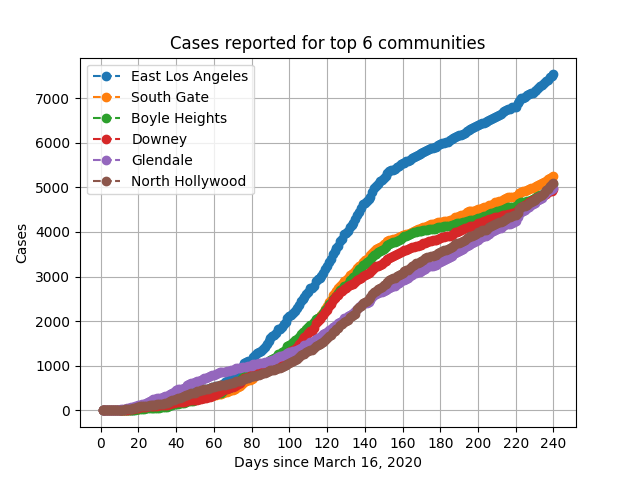 Cases reported for top 6 communities
East Los Angeles
South Gate
Boyle Heights
Downey
Glendale
North Hollywood
7000
6000
5000
4000
3000
2000
1000
0
Cases
0 20 40 60 80 100 120 140 160 180 200 220 240
Days since March 16, 2020